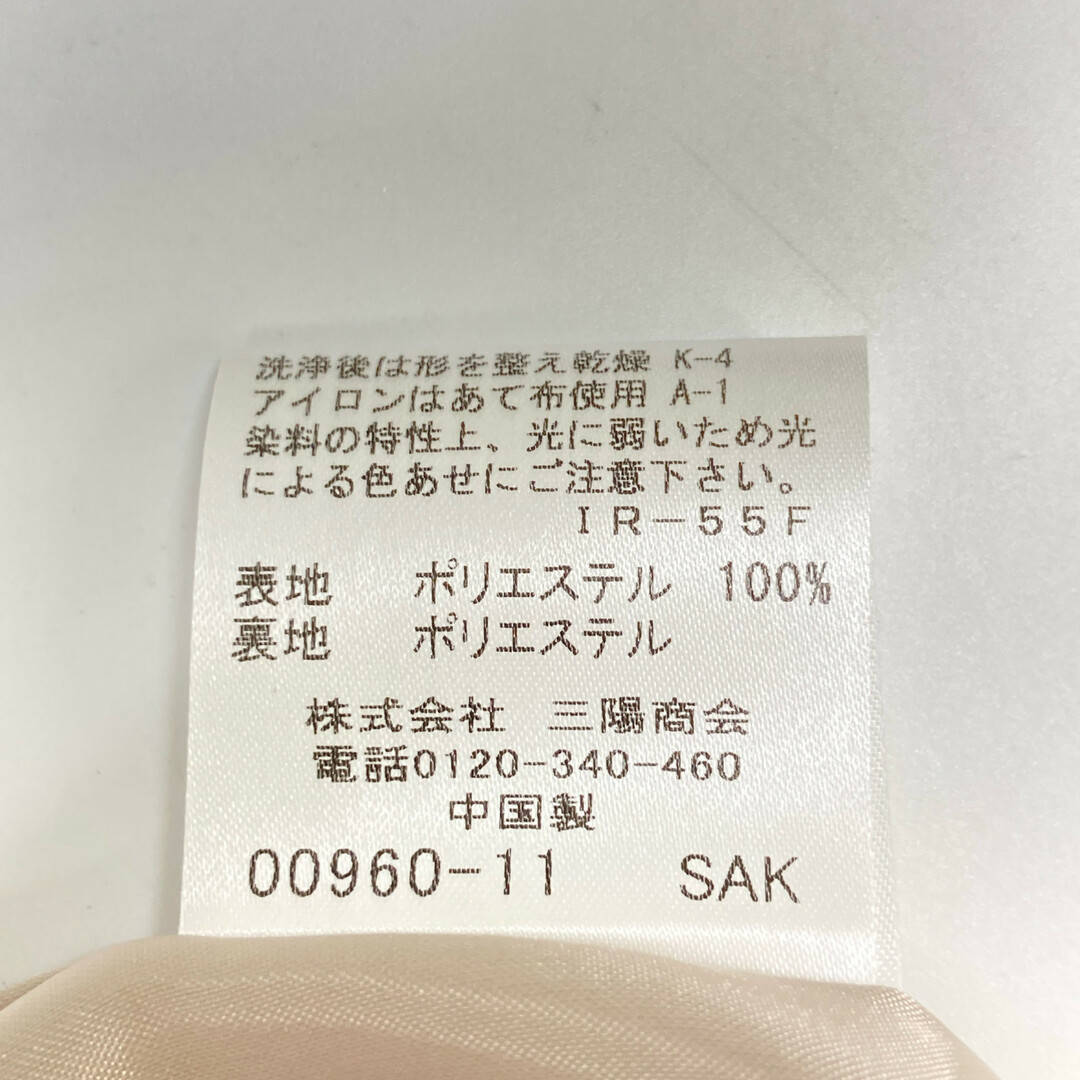 洗浄後は形を整え乾燥 K-4
アイロンはあて布使用 A-1
染料の特性上、光に弱いため光
による色あせにご注意下さい。
IR-55F
表地 ポリエステル 100%
裏地 ポリエステル
株式会社 三陽商会
電話0120-340-460
中国製
00960-11 SAK